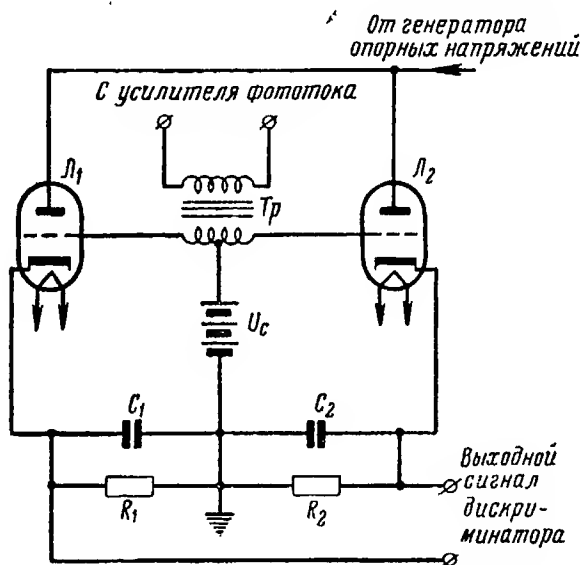 От генератора
опорных напряжений
С усилителя фототока
Л1
Л2
Тр
Uc
C1
C2
R1
R2
Выходной
сигнал
дискри-
минатора